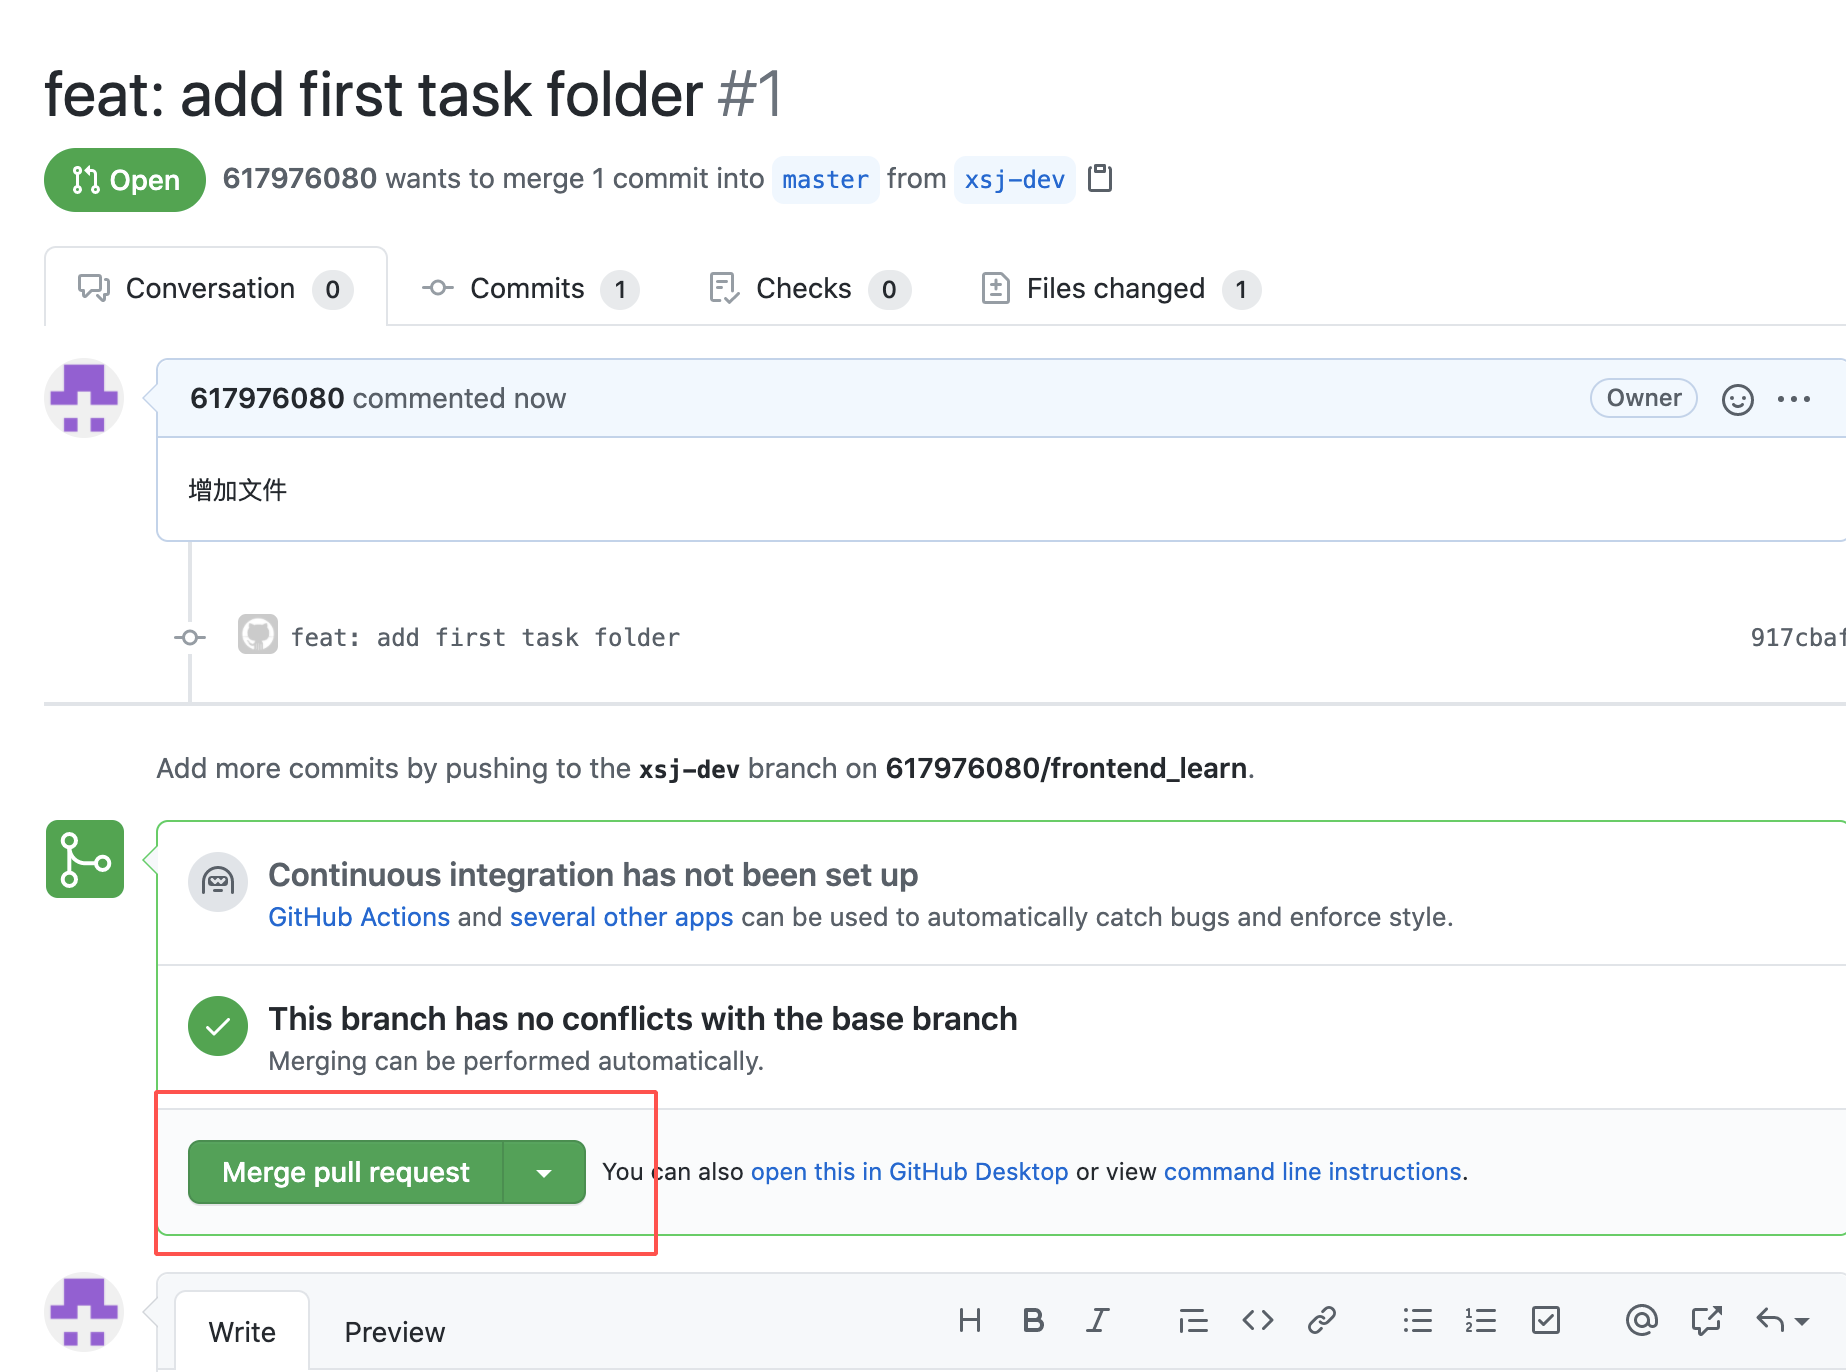 feat: add first task folder #1
Open 617976080 wants to merge 1 commit into master from xsj-dev
Conversation 0 Commits 1 Checks 0 Files changed 1
617976080 commented now Owner
增加文件
feat: add first task folder 917cbaf
Add more commits by pushing to the xsj-dev branch on 617976080/frontend_learn.
Continuous integration has not been set up
GitHub Actions and several other apps can be used to automatically catch bugs and enforce style.
This branch has no conflicts with the base branch
Merging can be performed automatically.
Merge pull request You can also open this in GitHub Desktop or view command line instructions.
Write Preview